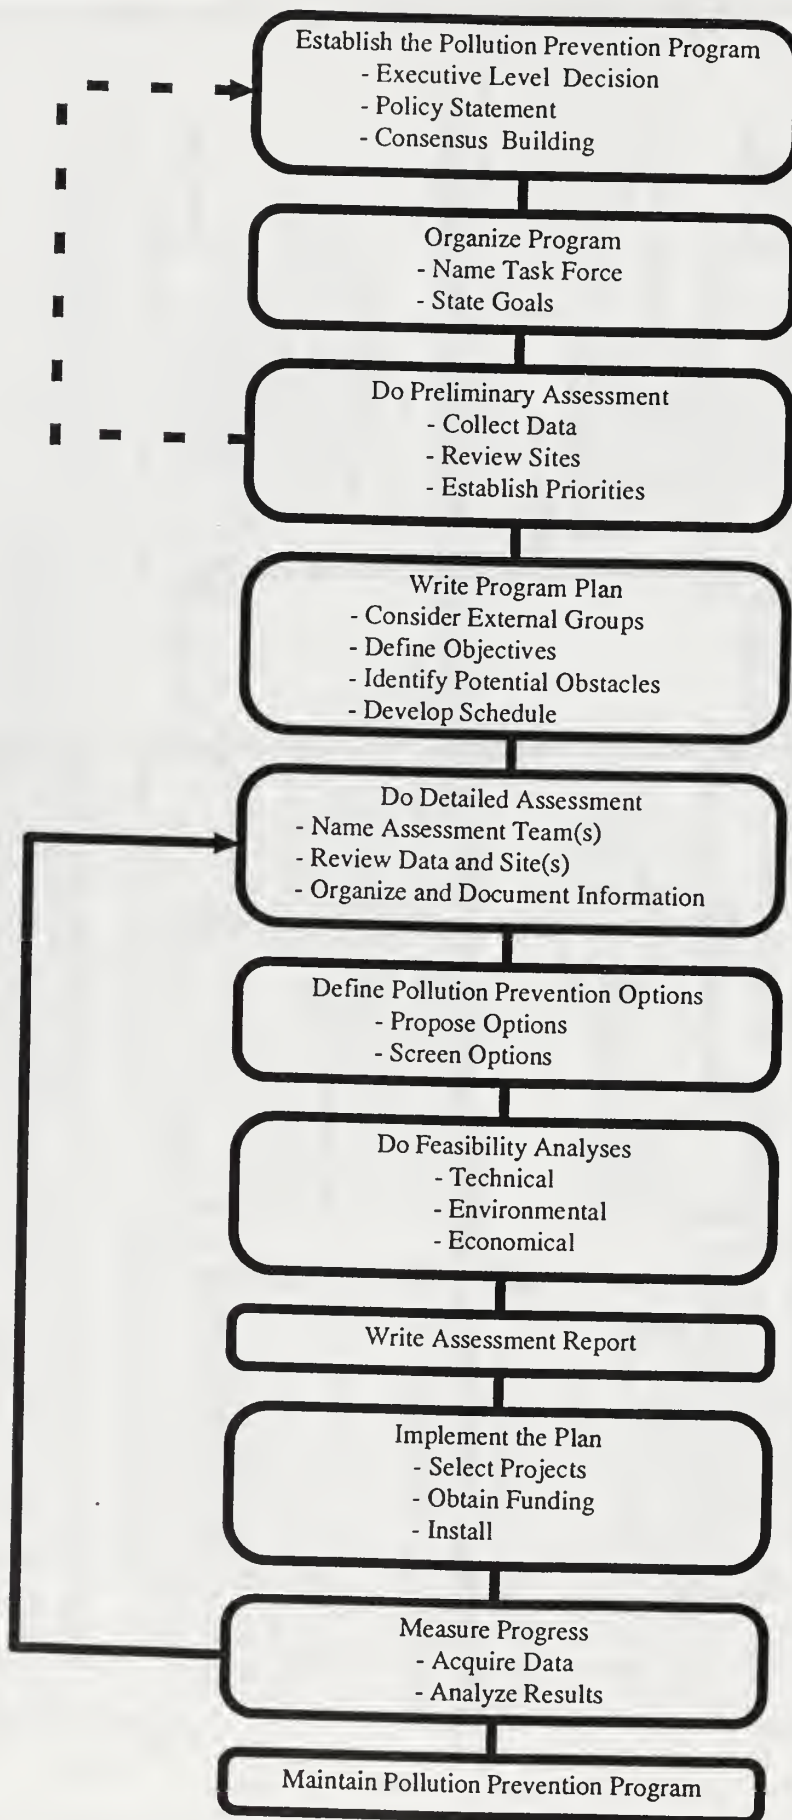 Establish the Pollution Prevention Program
- Executive Level Decision
- Policy Statement
- Consensus Building
Organize Program
- Name Task Force
- State Goals
Do Preliminary Assessment
- Collect Data
- Review Sites
- Establish Priorities
Write Program Plan
- Consider External Groups
- Define Objectives
- Identify Potential Obstacles
- Develop Schedule
Do Detailed Assessment
- Name Assessment Team(s)
- Review Data and Site(s)
- Organize and Document Information
Define Pollution Prevention Options
- Propose Options
- Screen Options
Do Feasibility Analyses
- Technical
- Environmental
- Economical
Write Assessment Report
Implement the Plan
- Select Projects
- Obtain Funding
- Install
Measure Progress
- Acquire Data
- Analyze Results
Maintain Pollution Prevention Program